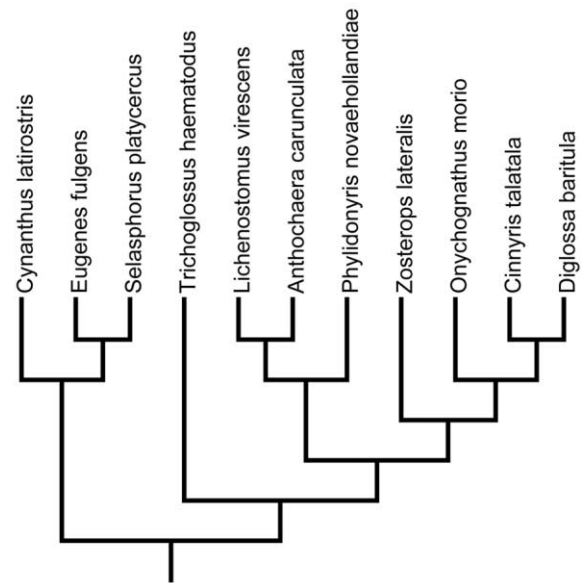 Cynanthus latirostris
Eugenes fulgens
Selasphorus platycercus
Trichoglossus haematodus
Lichenostomus virescens
Anthochaera carunculata
Phylidonyris novaehollandiae
Zosterops lateralis
Onychognathus morio
Cinnyris talatala
Diglossa baritula